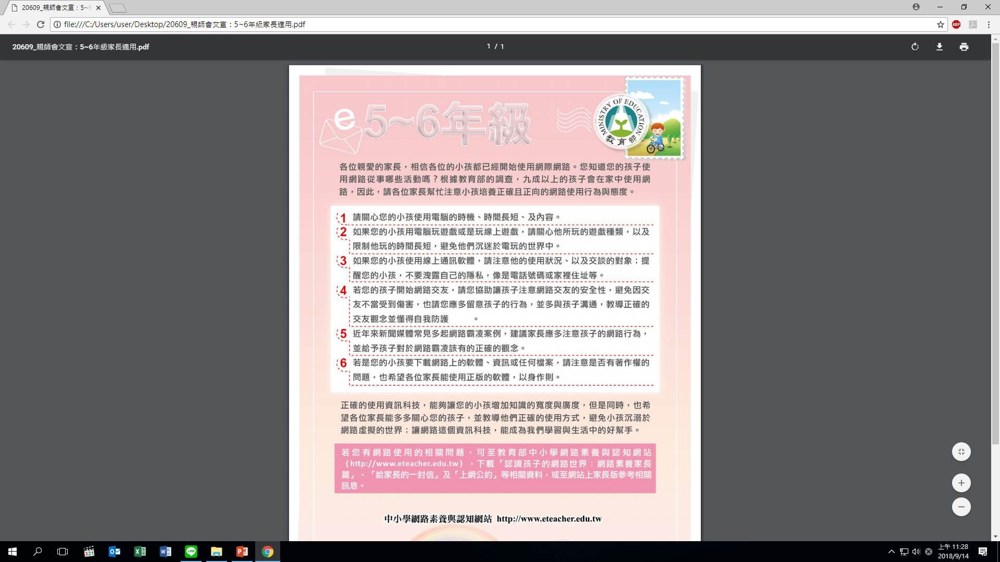 20609_親師會文宣：5~6
file:///C:/Users/user/Desktop/20609_親師會文宣：5~6年級家長適用.pdf
ABP
20609_親師會文宣：5~6年級家長適用.pdf
1 / 1
e 5~6年級
MINISTRY OF EDUCATION
教育部
各位親愛的家長，相信各位的小孩都已經開始使用網際網路。您知道您的孩子使
用網路從事哪些活動嗎？根據教育部的調查，九成以上的孩子會在家中使用網
路，因此，請各位家長幫忙注意小孩培養正確且正向的網路使用行為與態度。
1 請關心您的小孩使用電腦的時機、時間長短、及內容。
2 如果您的小孩用電腦玩遊戲或是玩線上遊戲，請關心他所玩的遊戲種類，以及
限制他玩的時間長短，避免他們沉迷於電玩的世界中。
3 如果您的小孩使用線上通訊軟體，請注意他的使用狀況、以及交談的對象；提
醒您的小孩，不要洩露自己的隱私，像是電話號碼或家裡住址等。
4 若您的孩子開始網路交友，請您協助讓孩子注意網路交友的安全性，避免因交
友不當受到傷害，也請您應多留意孩子的行為，並多與孩子溝通，教導正確的
交友觀念並懂得自我防護 。
5 近年來新聞媒體常見多起網路霸凌案例，建議家長應多注意孩子的網路行為，
並給予孩子對於網路霸凌該有的正確的觀念。
6 若是您的小孩要下載網路上的軟體、資訊或任何檔案，請注意是否有著作權的
問題，也希望各位家長能使用正版的軟體，以身作則。
正確的使用資訊科技，能夠讓您的小孩增加知識的寬度與廣度，但是同時，也希
望各位家長能多多關心您的孩子，並教導他們正確的使用方式，避免小孩沉溺於
網路虛擬的世界；讓網路這個資訊科技，能成為我們學習與生活中的好幫手。
若您有網路使用的相關問題，可至教育部中小學網路素養與認知網站
（http://www.eteacher.edu.tw），下載「認識孩子的網路世界：網路素養家長
篇」、「給家長的一封信」及「上網公約」等相關資料，或至網站上家長版參考相關
訊息。
中小學網路素養與認知網站 http://www.eteacher.edu.tw
321
LINE
上午 11:28
2018/9/14